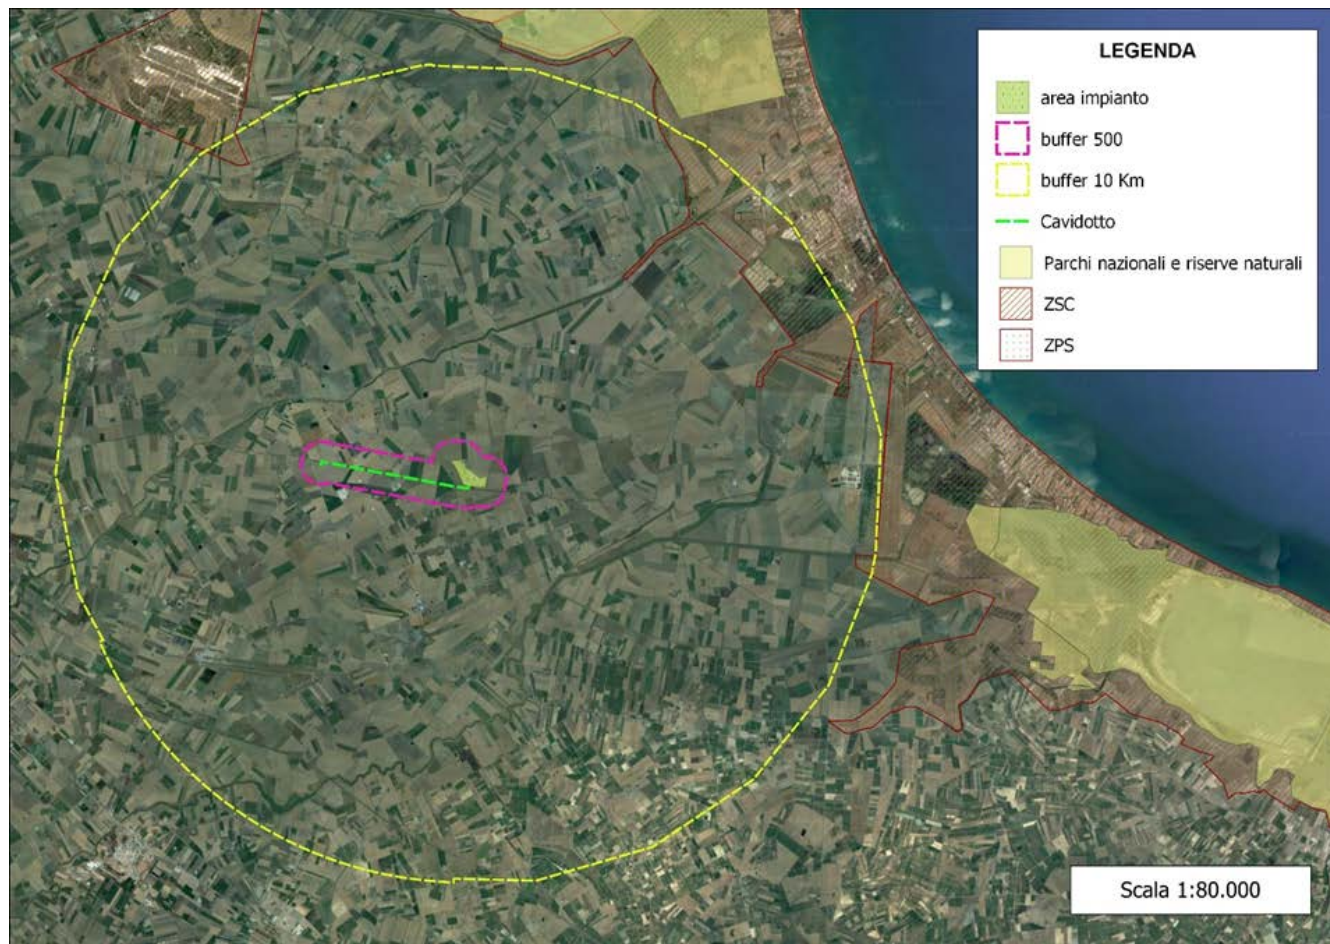 LEGENDA
area impianto
buffer 500
buffer 10 Km
Cavidotto
Parchi nazionali e riserve naturali
ZSC
ZPS
Scala 1:80.000